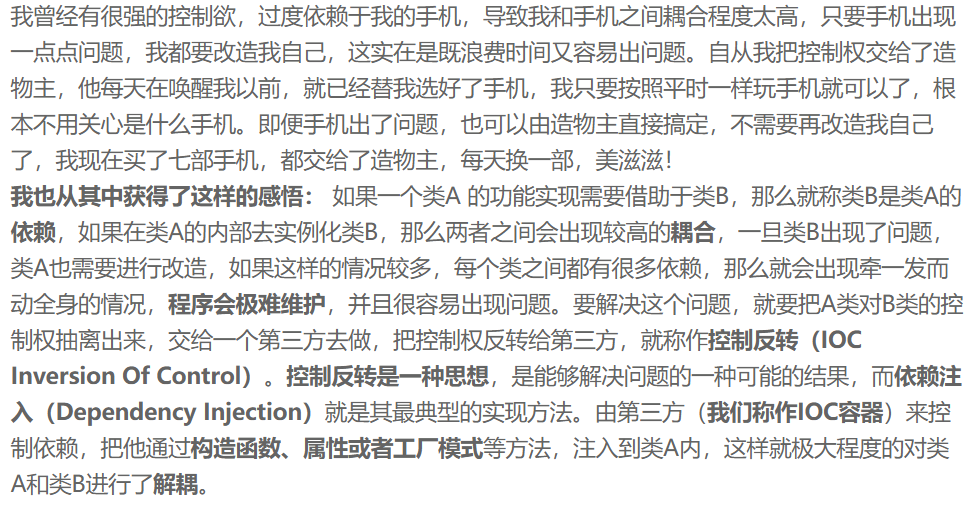 我曾经有很强的控制欲，过度依赖于我的手机，导致我和手机之间耦合程度太高，只要手机出现
一点点问题，我都要改造我自己，这实在是既浪费时间又容易出问题。自从我把控制权交给了造
物主，他每天在唤醒我以前，就已经替我选好了手机，我只要按照平时一样玩手机就可以了，根
本不用关心是什么手机。即便手机出了问题，也可以由造物主直接搞定，不需要再改造我自己
了，我现在买了七部手机，都交给了造物主，每天换一部，美滋滋！
我也从其中获得了这样的感悟： 如果一个类A 的功能实现需要借助于类B，那么就称类B是类A的
依赖，如果在类A的内部去实例化类B，那么两者之间会出现较高的耦合，一旦类B出现了问题，
类A也需要进行改造，如果这样的情况较多，每个类之间都有很多依赖，那么就会出现牵一发而
动全身的情况，程序会极难维护，并且很容易出现问题。要解决这个问题，就要把A类对B类的控
制权抽离出来，交给一个第三方去做，把控制权反转给第三方，就称作控制反转（IOC
Inversion Of Control）。控制反转是一种思想，是能够解决问题的一种可能的结果，而依赖注
入（Dependency Injection）就是其最典型的实现方法。由第三方（我们称作IOC容器）来控
制依赖，把他通过构造函数、属性或者工厂模式等方法，注入到类A内，这样就极大程度的对类
A和类B进行了解耦。